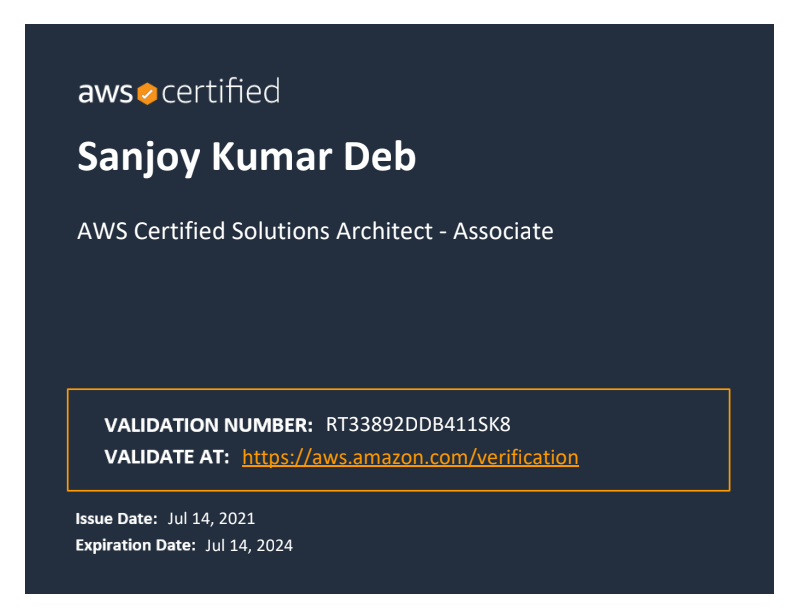 aws certified
Sanjoy Kumar Deb
AWS Certified Solutions Architect - Associate
VALIDATION NUMBER: RT33892DDB411SK8
VALIDATE AT: https://aws.amazon.com/verification
Issue Date: Jul 14, 2021
Expiration Date: Jul 14, 2024